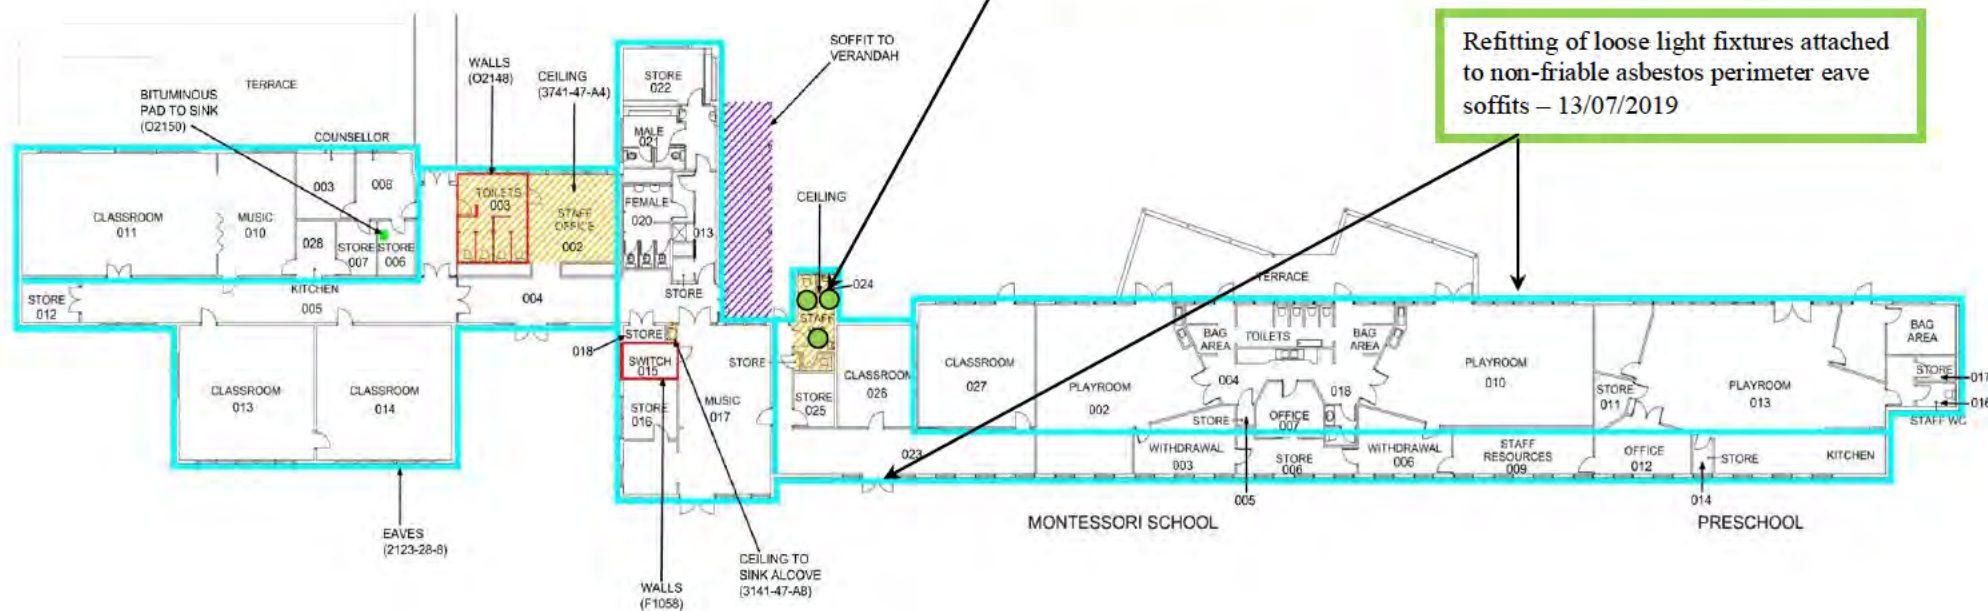 Refitting of loose light fixtures attached
to non-friable asbestos perimeter eave
soffits – 13/07/2019
SOFFIT TO
VERANDAH
WALLS
(O2148)
CEILING
(3741-47-A4)
BITUMINOUS
PAD TO SINK
(O2150)
TERRACE
COUNSELLOR
STORE
022
MALE
021
FEMALE
020
013
STORE
TOILETS
003
STAFF
OFFICE
002
003
008
CLASSROOM
011
MUSIC
010
028
STORE
007
STORE
006
STORE
012
KITCHEN
005
004
CLASSROOM
013
CLASSROOM
014
EAVES
(2123-28-8)
018
STORE
SWITCH
015
STORE
016
MUSIC
017
WALLS
(F1058)
CEILING TO
SINK ALCOVE
(3141-47-A8)
CEILING
024
STAFF
STORE
STORE
025
CLASSROOM
026
023
CLASSROOM
027
TERRACE
PLAYROOM
002
BAG
AREA
TOILETS
BAG
AREA
004
018
STORE
OFFICE
007
WITHDRAWAL
003
STORE
006
WITHDRAWAL
006
005
PLAYROOM
010
STORE
011
STAFF
RESOURCES
009
OFFICE
012
PLAYROOM
013
BAG
AREA
STORE
017
016
STAFF WC
STORE
KITCHEN
014
MONTESSORI SCHOOL
PRESCHOOL